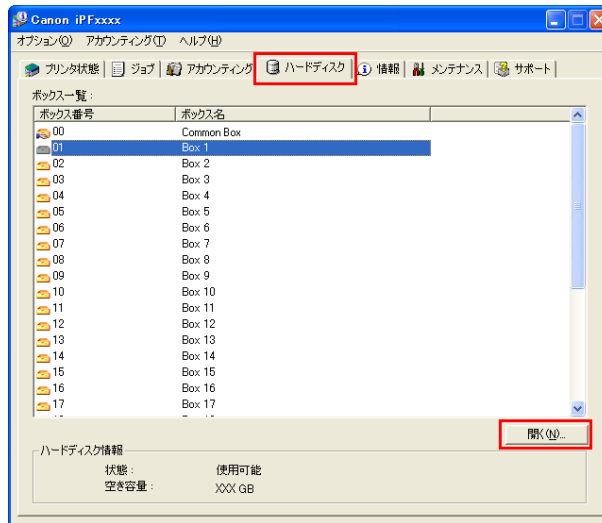 Canon iPFxxxx
オプション(O) アカウンティング(T) ヘルプ(H)
プリンタ状態 ジョブ アカウンティング ハードディスク 情報 メンテナンス サポート
ボックス一覧:
ボックス番号 ボックス名
00 Common Box
01 Box 1
02 Box 2
03 Box 3
04 Box 4
05 Box 5
06 Box 6
07 Box 7
08 Box 8
09 Box 9
10 Box 10
11 Box 11
12 Box 12
13 Box 13
14 Box 14
15 Box 15
16 Box 16
17 Box 17
開く(N)...
ハードディスク情報
状態: 使用可能
空き容量: XXX GB